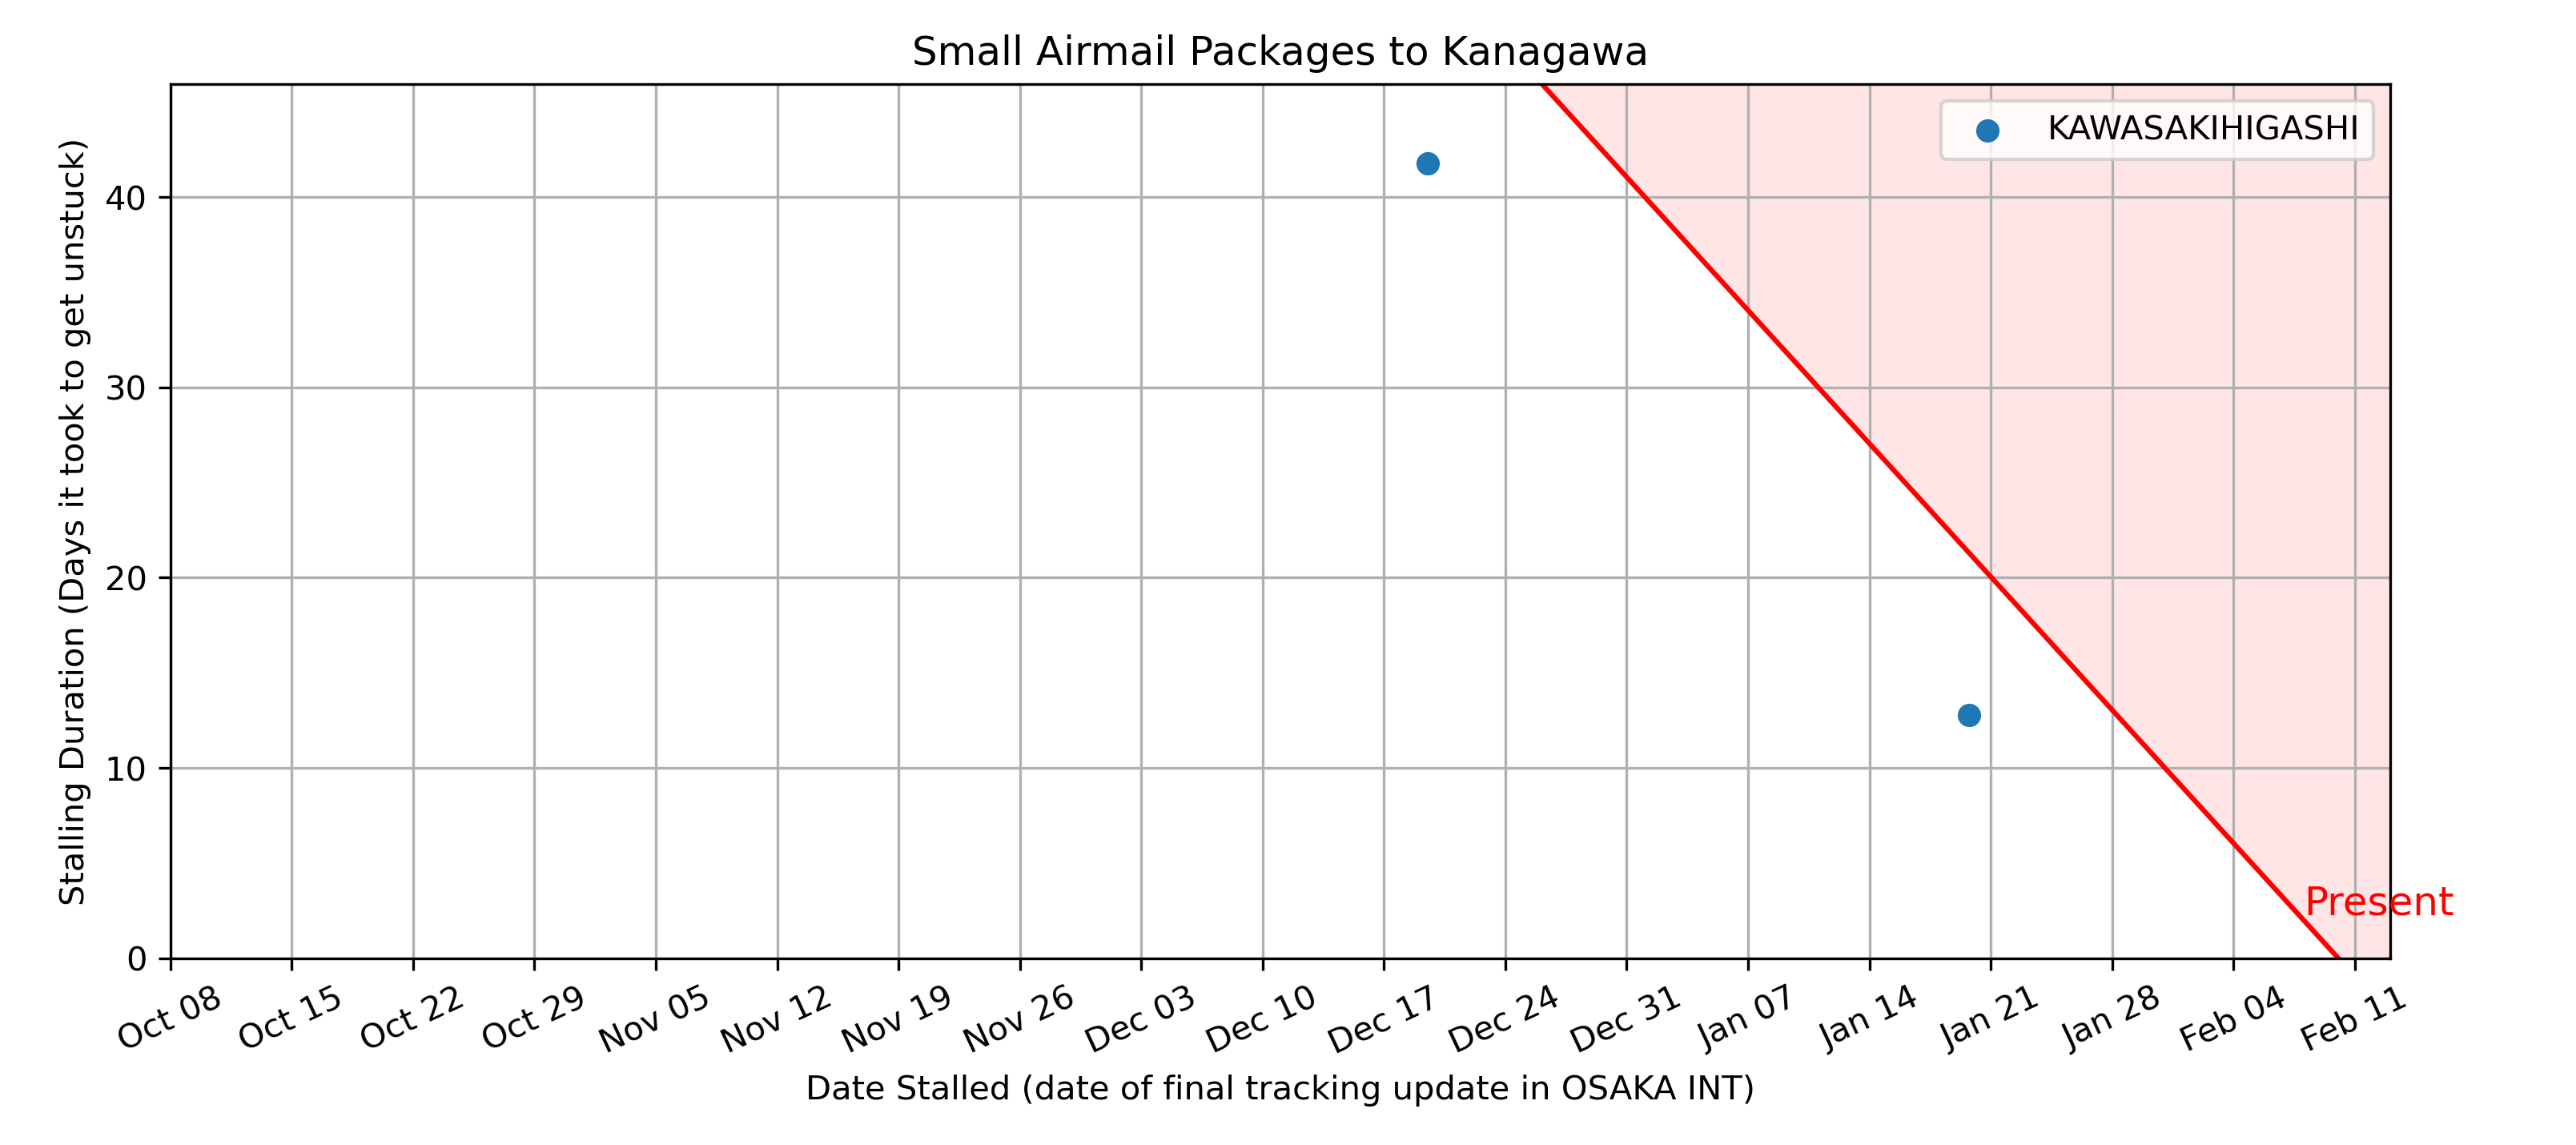 Small Airmail Packages to Kanagawa
KAWASAKIHIGASHI
Stalling Duration (Days it took to get unstuck)
40
30
20
10
0
Present
Oct 08
Oct 15
Oct 22
Oct 29
Nov 05
Nov 12
Nov 19
Nov 26
Dec 03
Dec 10
Dec 17
Dec 24
Dec 31
Jan 07
Jan 14
Jan 21
Jan 28
Feb 04
Feb 11
Date Stalled (date of final tracking update in OSAKA INT)